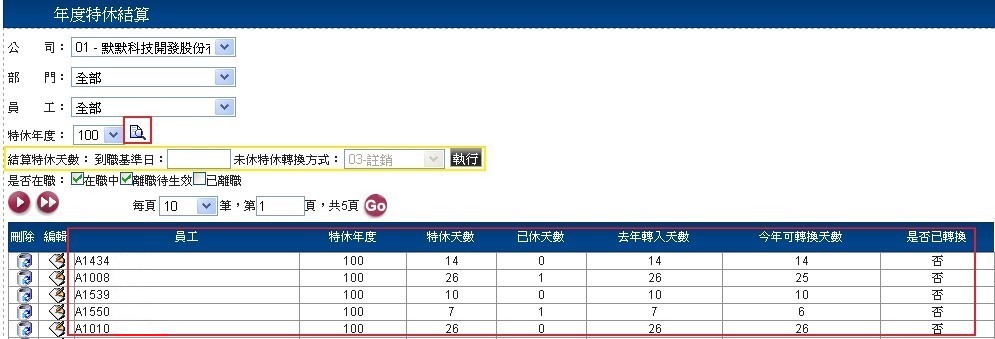 年度特休結算
公 司： 01 - 默默科技開發股份有
部 門： 全部
員 工： 全部
特休年度： 100
結算特休天數：到職基準日： 未休特休轉換方式： 03-註銷 執行
是否在職： 在職中 離職待生效 已離職
每頁 10 筆，第 1 頁，共5頁 Go
刪除 編輯 員工 特休年度 特休天數 已休天數 去年轉入天數 今年可轉換天數 是否已轉換
A1434 100 14 0 14 14 否
A1008 100 26 1 26 25 否
A1539 100 10 0 10 10 否
A1550 100 7 1 7 6 否
A1010 100 26 0 26 26 否